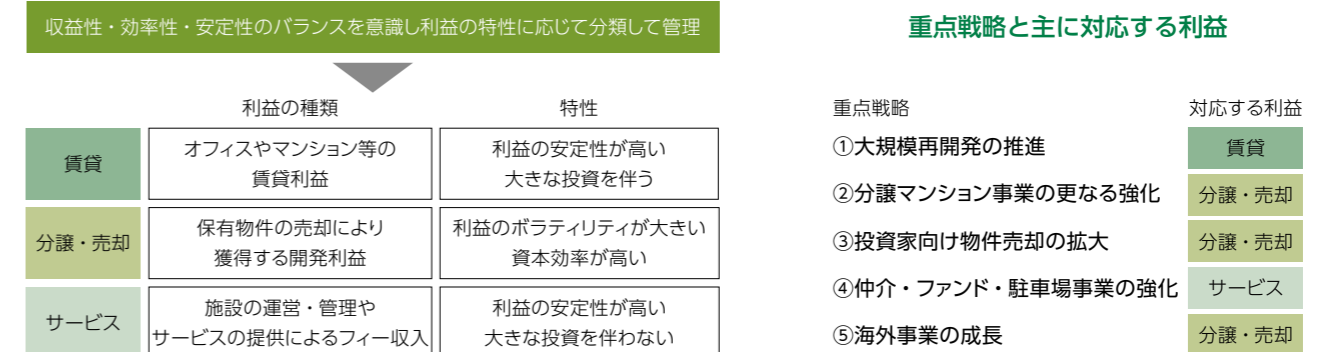 収益性・効率性・安定性のバランスを意識し利益の特性に応じて分類して管理
利益の種類 特性
賃貸
オフィスやマンション等の
賃貸利益
利益の安定性が高い
大きな投資を伴う
分譲・売却
保有物件の売却により
獲得する開発利益
利益のボラティリティが大きい
資本効率が高い
サービス
施設の運営・管理や
サービスの提供によるフィー収入
利益の安定性が高い
大きな投資を伴わない
重点戦略と主に対応する利益
重点戦略 対応する利益
①大規模再開発の推進 賃貸
②分譲マンション事業の更なる強化 分譲・売却
③投資家向け物件売却の拡大 分譲・売却
④仲介・ファンド・駐車場事業の強化 サービス
⑤海外事業の成長 分譲・売却